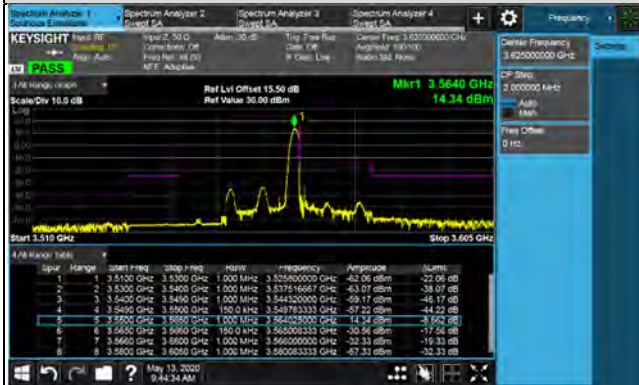 Spectrum Analyzer 1
Spurious Emissions
Spectrum Analyzer 2
Swept SA
Spectrum Analyzer 3
Swept SA
Spectrum Analyzer 4
Swept SA
+
Frequency
KEYSIGHT Input: RF
Input Z: 50 Ω
Atten: 30 dB
Trig: Free Run
Center Freq: 3.625000000 GHz
Align: Auto
Corrections: Off
Freq Ref: Int (S)
NFE: Adaptive
Gate: Off
IF Gain: Low
Avg|Hold: 100/100
Radio Std: None
PASS
Center Frequency
3.625000000 GHz
Settings
CF Step
2.000000 MHz
Auto
Man
Freq Offset
0 Hz
3 All Range Graph
Scale/Div 10.0 dB
Ref Lvl Offset 15.50 dB
Ref Value 30.00 dBm
Mkr1 3.5640 GHz
14.34 dBm
Log
1
Start 3.510 GHz
Stop 3.605 GHz
4 All Range Table
Spur Range Start Freq Stop Freq RBW Frequency Amplitude ΔLimit
1 1 3.5100 GHz 3.5300 GHz 1.000 MHz 3.525800000 GHz -62.06 dBm -22.06 dB
2 2 3.5300 GHz 3.5400 GHz 1.000 MHz 3.537516667 GHz -63.07 dBm -38.07 dB
3 3 3.5400 GHz 3.5490 GHz 1.000 MHz 3.544320000 GHz -59.17 dBm -46.17 dB
4 4 3.5490 GHz 3.5500 GHz 150.0 kHz 3.549783333 GHz -57.22 dBm -44.22 dB
5 5 3.5500 GHz 3.5650 GHz 1.000 MHz 3.564025000 GHz 14.34 dBm -8.662 dB
6 6 3.5650 GHz 3.5660 GHz 150.0 kHz 3.565008333 GHz -30.56 dBm -17.56 dB
7 7 3.5660 GHz 3.5800 GHz 1.000 MHz 3.566000000 GHz -32.33 dBm -19.33 dB
8 8 3.5800 GHz 3.6050 GHz 1.000 MHz 3.580083333 GHz -57.33 dBm -32.33 dB
?
May 13, 2020
9:44:34 AM